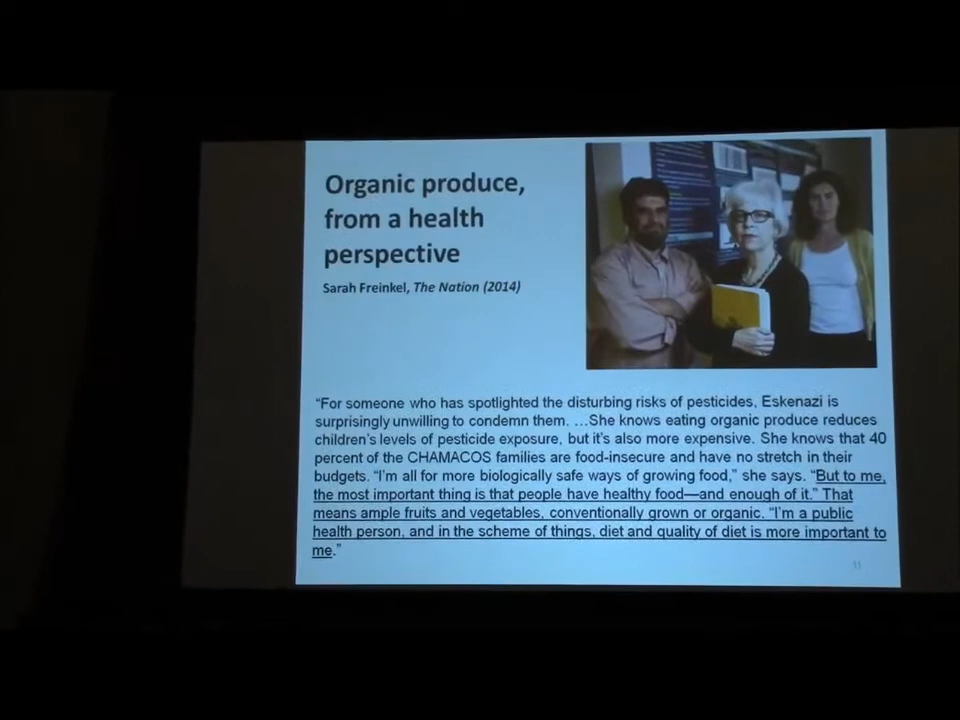 Organic produce,
from a health
perspective
Sarah Freinkel, The Nation (2014)
“For someone who has spotlighted the disturbing risks of pesticides, Eskenazi is
surprisingly unwilling to condemn them. …She knows eating organic produce reduces
children’s levels of pesticide exposure, but it’s also more expensive. She knows that 40
percent of the CHAMACOS families are food-insecure and have no stretch in their
budgets. “I’m all for more biologically safe ways of growing food,” she says. “But to me,
the most important thing is that people have healthy food—and enough of it.” That
means ample fruits and vegetables, conventionally grown or organic. “I’m a public
health person, and in the scheme of things, diet and quality of diet is more important to
me.”
11